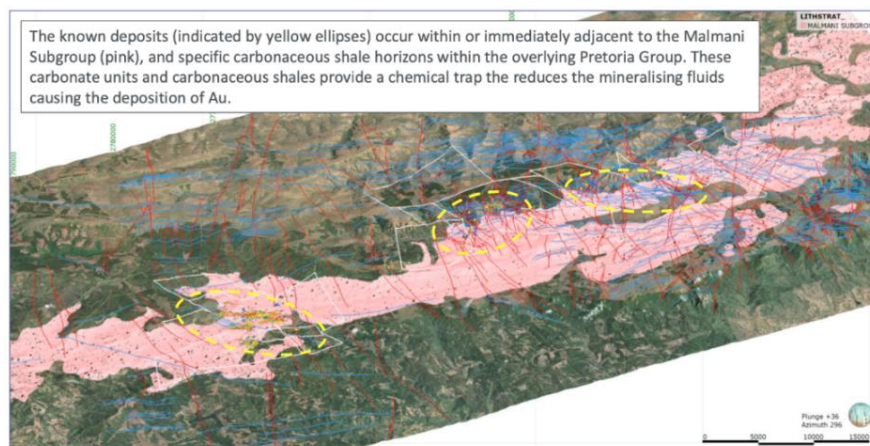 LITHSTRAT_
MALMANI SUBGROUP
The known deposits (indicated by yellow ellipses) occur within or immediately adjacent to the Malmani
Subgroup (pink), and specific carbonaceous shale horizons within the overlying Pretoria Group. These
carbonate units and carbonaceous shales provide a chemical trap the reduces the mineralising fluids
causing the deposition of Au.
Plunge +36
Azimuth 296
0 5000 10000 15000